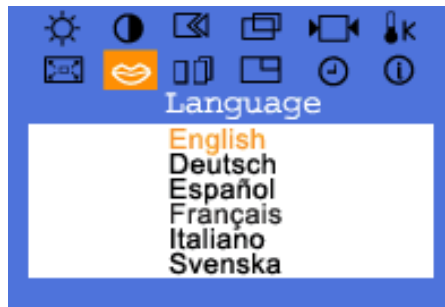 K
Language
English
Deutsch
Español
Français
Italiano
Svenska